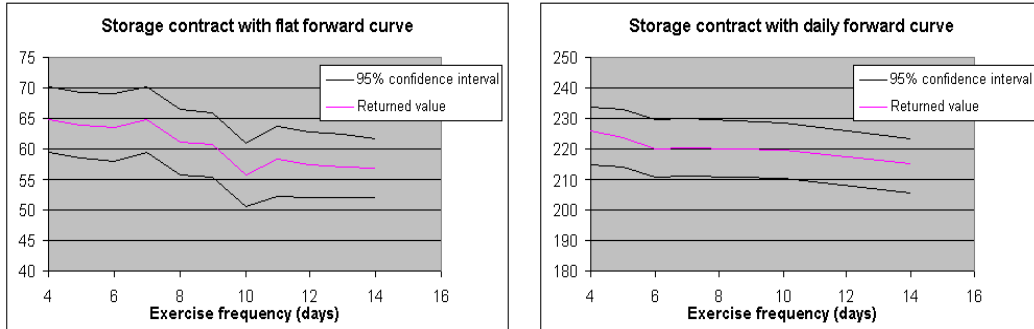 Storage contract with flat forward curve
75
70
65
60
55
50
45
40
4 6 8 10 12 14 16
Exercise frequency (days)
95% confidence interval
Returned value
Storage contract with daily forward curve
250
240
230
220
210
200
190
180
4 6 8 10 12 14 16
Exercise frequency (days)
95% confidence interval
Returned value